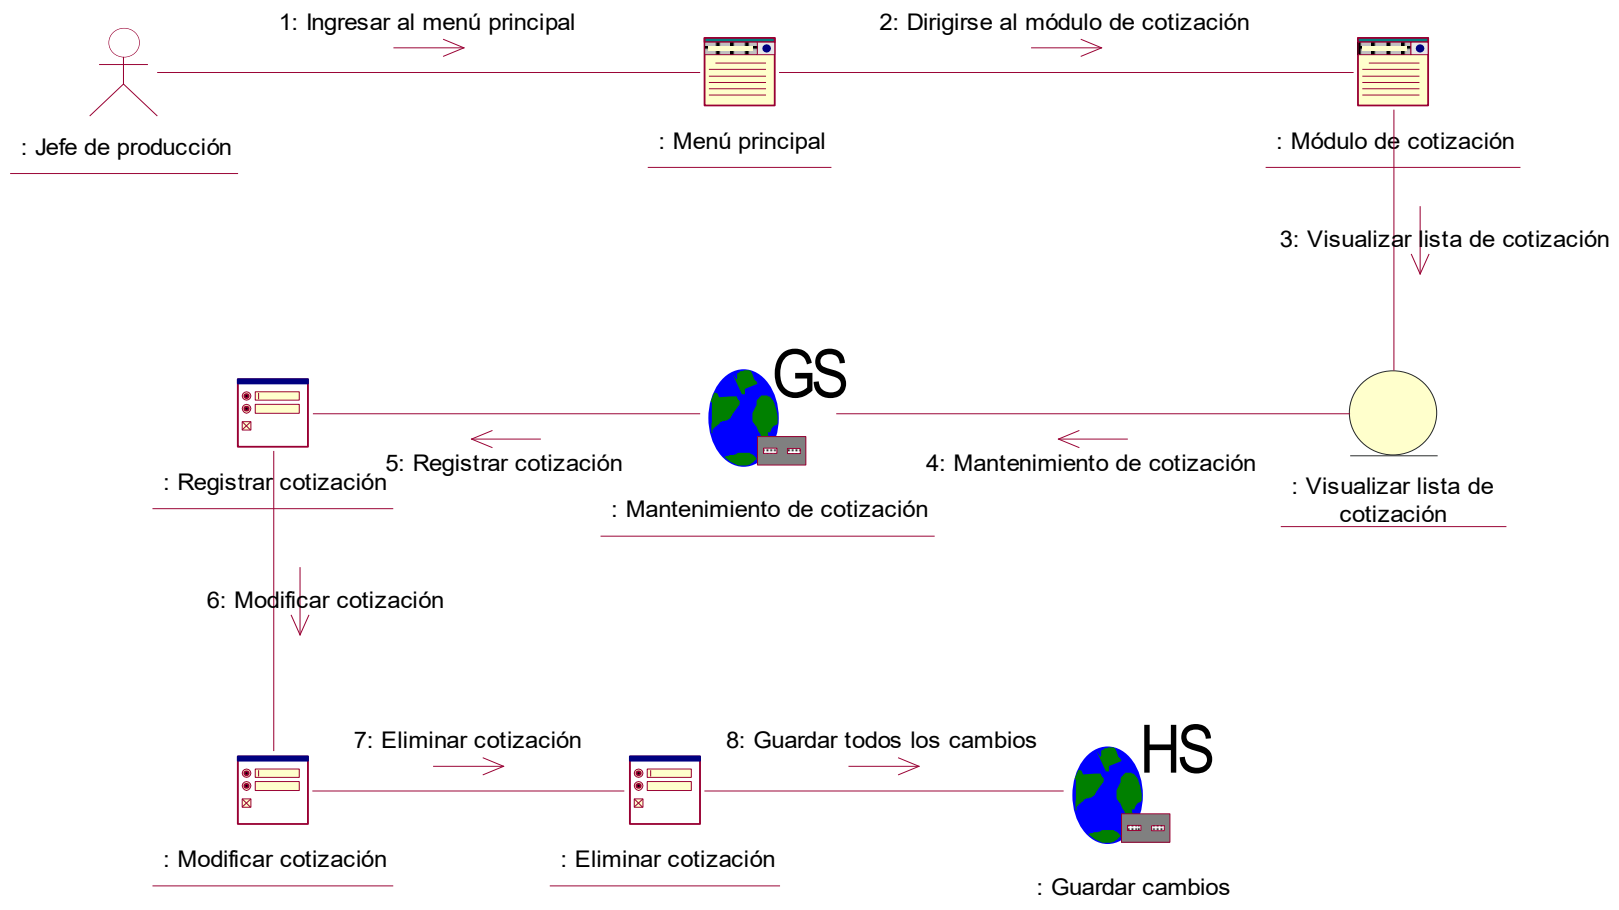 1: Ingresar al menú principal
2: Dirigirse al módulo de cotización
: Jefe de producción
: Menú principal
: Módulo de cotización
3: Visualizar lista de cotización
GS
5: Registrar cotización
4: Mantenimiento de cotización
: Registrar cotización
: Mantenimiento de cotización
: Visualizar lista de
cotización
6: Modificar cotización
7: Eliminar cotización
8: Guardar todos los cambios
HS
: Modificar cotización
: Eliminar cotización
: Guardar cambios